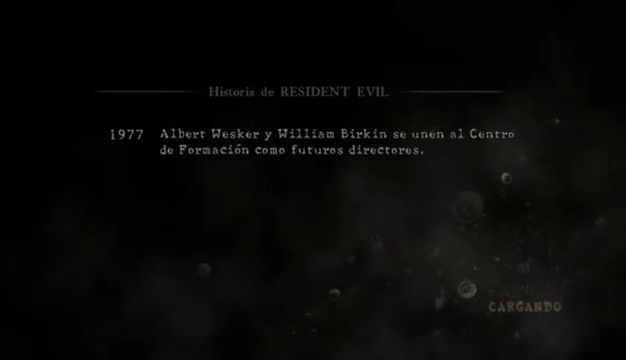 Historia de RESIDENT EVIL
1977 Albert Wesker y William Birkin se unen al Centro
de Formación como futuros directores.
CARGANDO